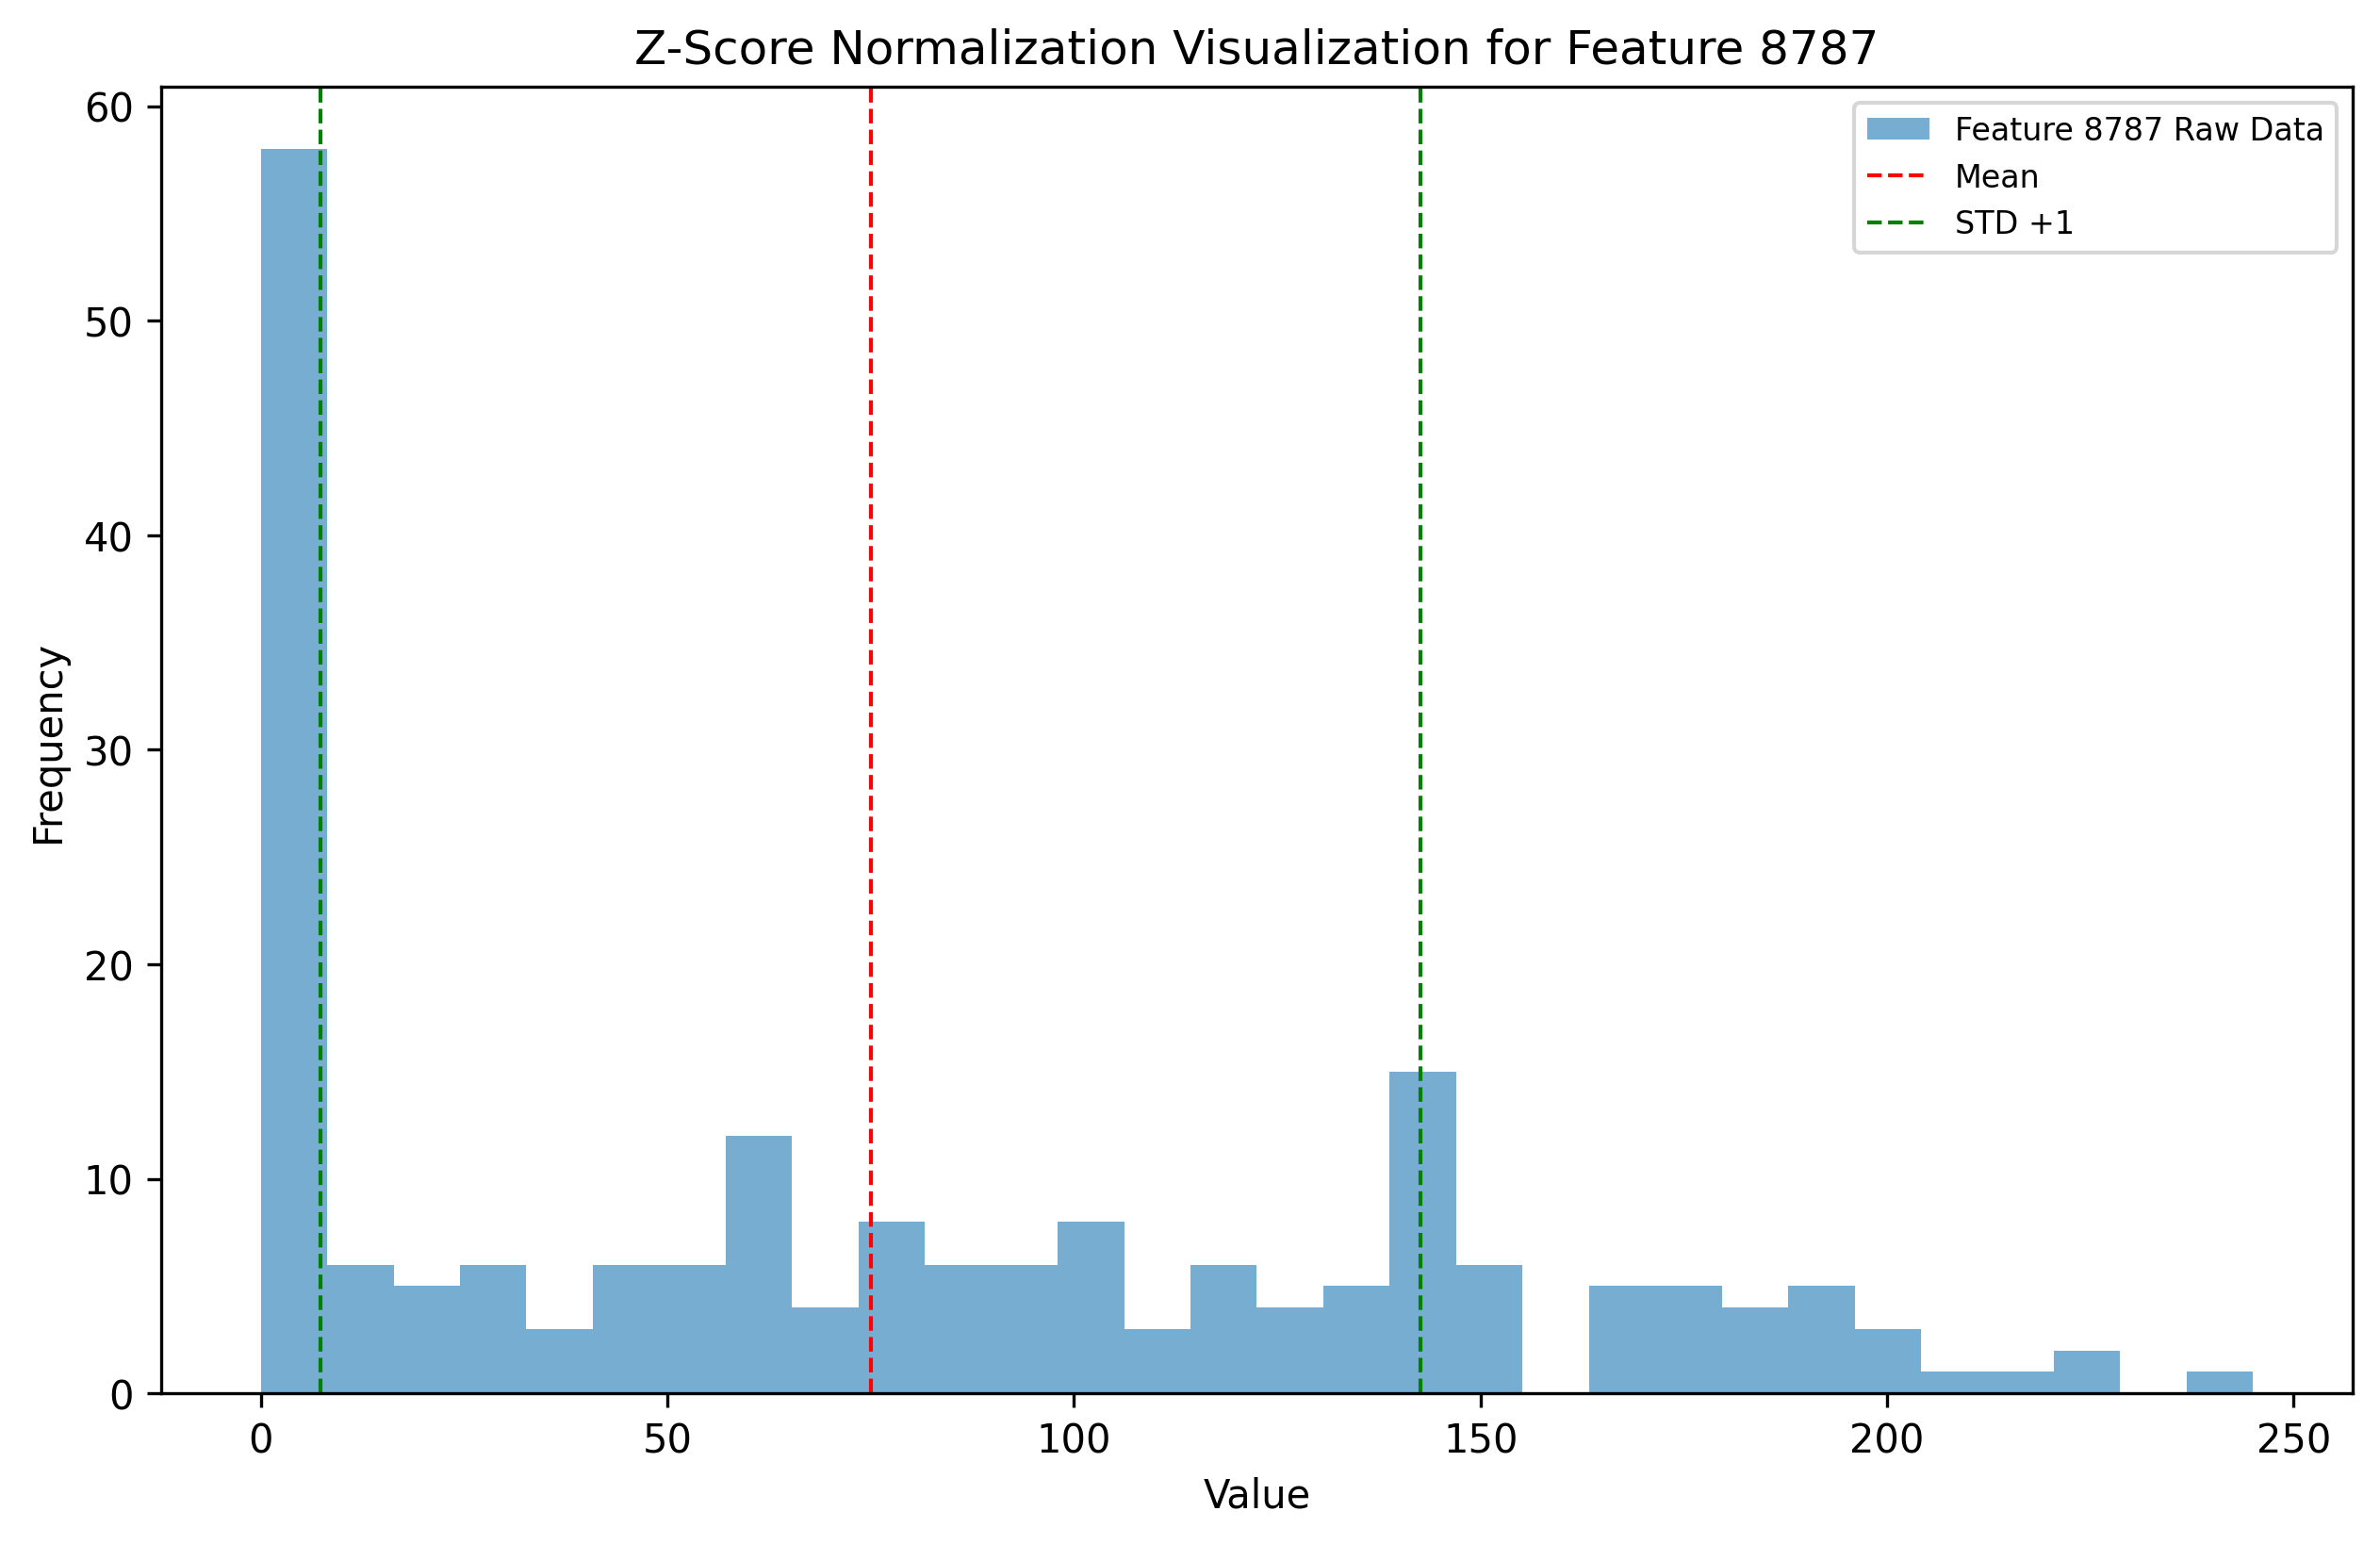 Z-Score Normalization Visualization for Feature 8787
Feature 8787 Raw Data
Mean
STD +1
60
50
40
30
20
10
0
Frequency
0 50 100 150 200 250
Value